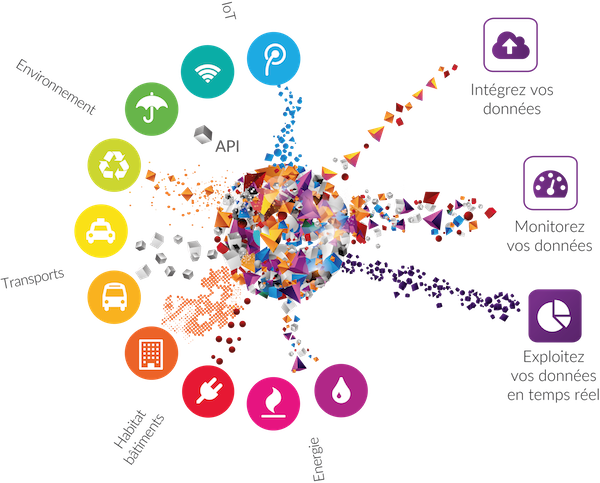 IoT
Environnement
API
Transports
Habitat
bâtiments
Energie
Intégrez vos
données
Monitorez
vos données
Exploitez
vos données
en temps réel